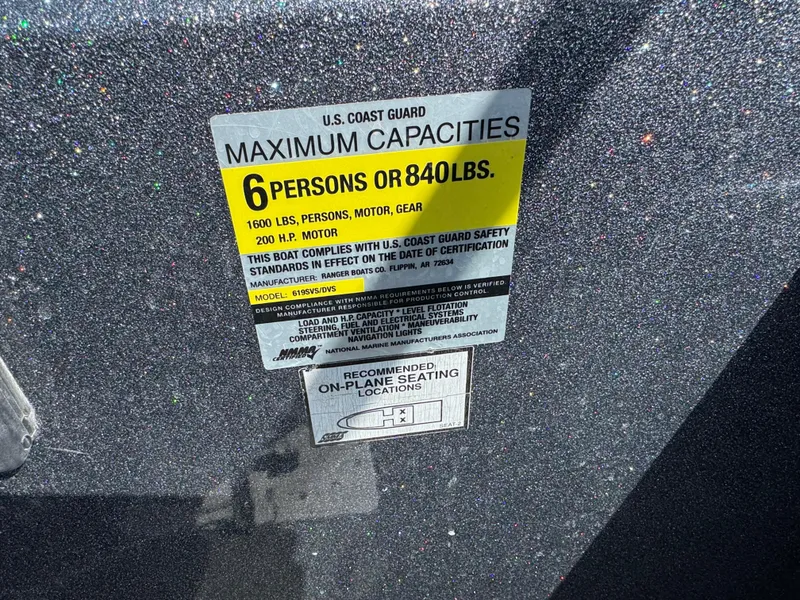 U.S. COAST GUARD
MAXIMUM CAPACITIES
6 PERSONS OR 840 LBS.
1600 LBS, PERSONS, MOTOR, GEAR
200 H.P. MOTOR
THIS BOAT COMPLIES WITH U.S. COAST GUARD SAFETY
STANDARDS IN EFFECT ON THE DATE OF CERTIFICATION
MANUFACTURER: RANGER BOATS CO. FLIPPIN, AR 72634
MODEL: 619SVS/DVS
DESIGN COMPLIANCE WITH NMMA REQUIREMENTS BELOW IS VERIFIED.
MANUFACTURER RESPONSIBLE FOR PRODUCTION CONTROL.
LOAD AND H.P. CAPACITY * LEVEL FLOTATION
STEERING, FUEL AND ELECTRICAL SYSTEMS
COMPARTMENT VENTILATION * MANEUVERABILITY
NAVIGATION LIGHTS
NMMA CERTIFIED NATIONAL MARINE MANUFACTURERS ASSOCIATION
RECOMMENDED
ON-PLANE SEATING
LOCATIONS
X
X